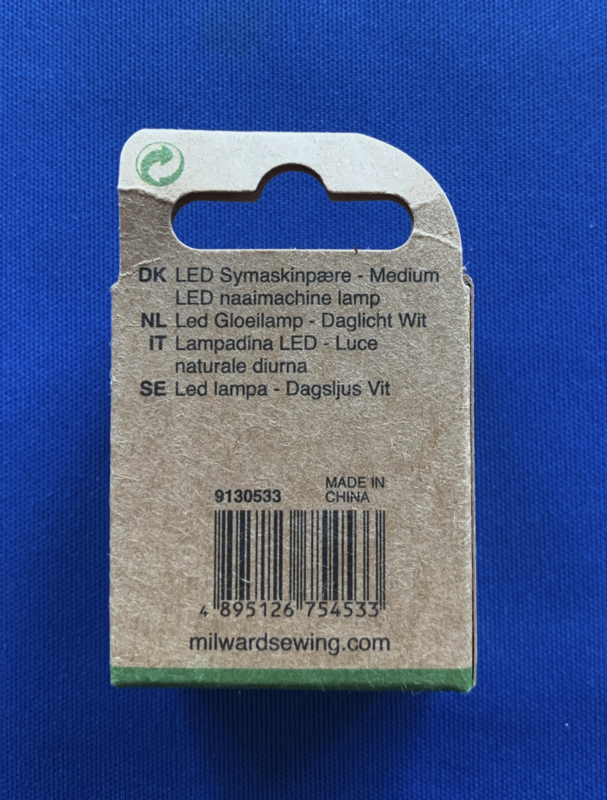 DK LED Symaskinpære - Medium
LED naaimachine lamp
NL Led Gloeilamp - Daglicht Wit
IT Lampadina LED - Luce
naturale diurna
SE Led lampa - Dagsljus Vit
9130533
MADE IN
CHINA
4 895126 754533
milwardsewing.com